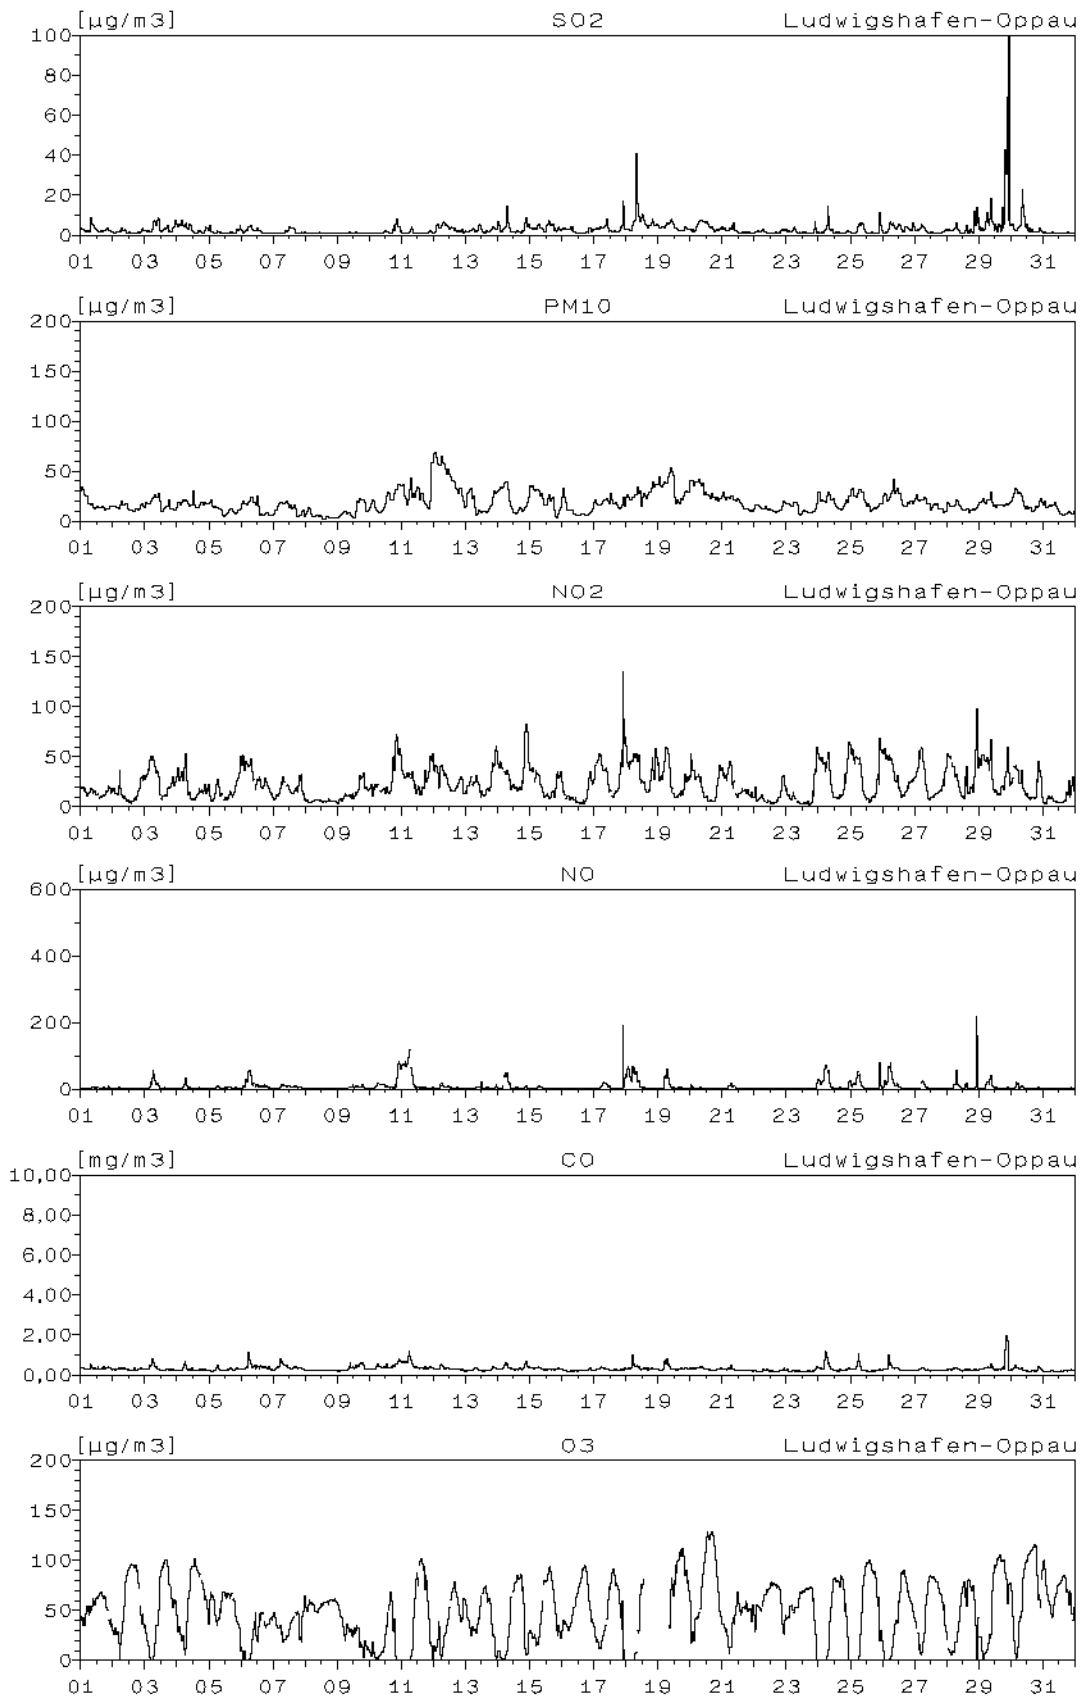 [µg/m3] SO2 Ludwigshafen-Oppau
100
80
60
40
20
0
01 03 05 07 09 11 13 15 17 19 21 23 25 27 29 31
[µg/m3] PM10 Ludwigshafen-Oppau
200
150
100
50
0
01 03 05 07 09 11 13 15 17 19 21 23 25 27 29 31
[µg/m3] NO2 Ludwigshafen-Oppau
200
150
100
50
0
01 03 05 07 09 11 13 15 17 19 21 23 25 27 29 31
[µg/m3] NO Ludwigshafen-Oppau
600
400
200
0
01 03 05 07 09 11 13 15 17 19 21 23 25 27 29 31
[mg/m3] CO Ludwigshafen-Oppau
10,00
8,00
6,00
4,00
2,00
0,00
01 03 05 07 09 11 13 15 17 19 21 23 25 27 29 31
[µg/m3] O3 Ludwigshafen-Oppau
200
150
100
50
0
01 03 05 07 09 11 13 15 17 19 21 23 25 27 29 31